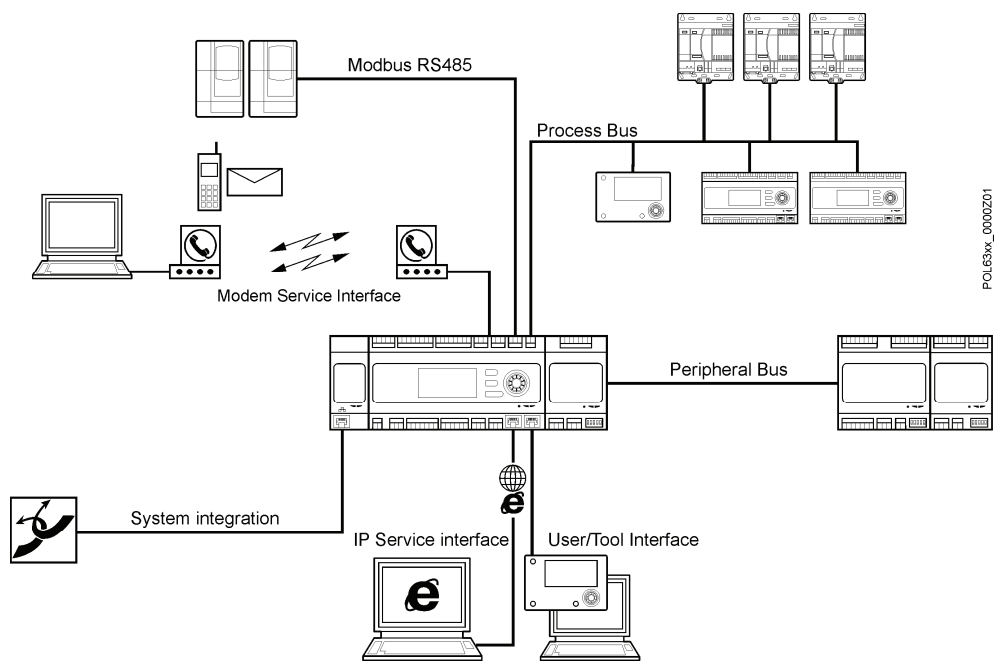 Modbus RS485
Process Bus
POL63xx_0000Z01
Modem Service Interface
Peripheral Bus
System integration
IP Service interface
User/Tool Interface